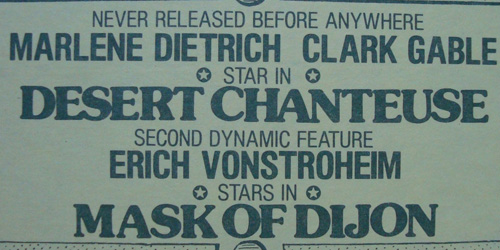 NEVER RELEASED BEFORE ANYWHERE
MARLENE DIETRICH CLARK GABLE
STAR IN
DESERT CHANTEUSE
SECOND DYNAMIC FEATURE
ERICH VONSTROHEIM
STARS IN
MASK OF DIJON